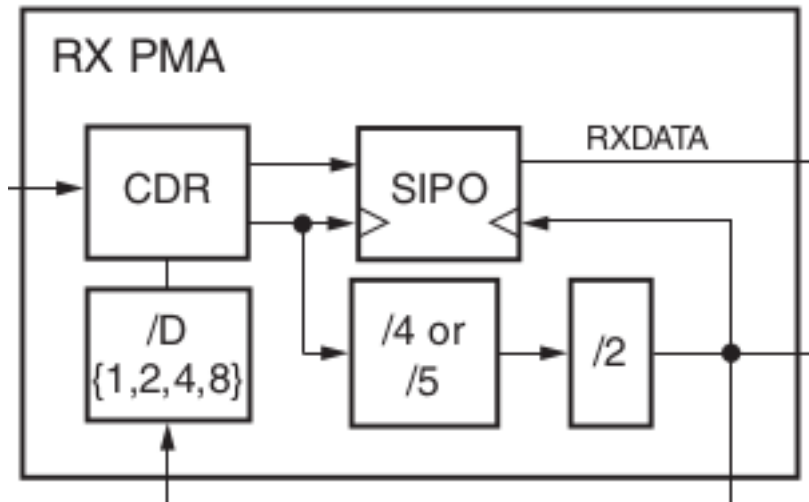 RX PMA
CDR
SIPO
RXDATA
/D
{1,2,4,8}
/4 or
/5
/2